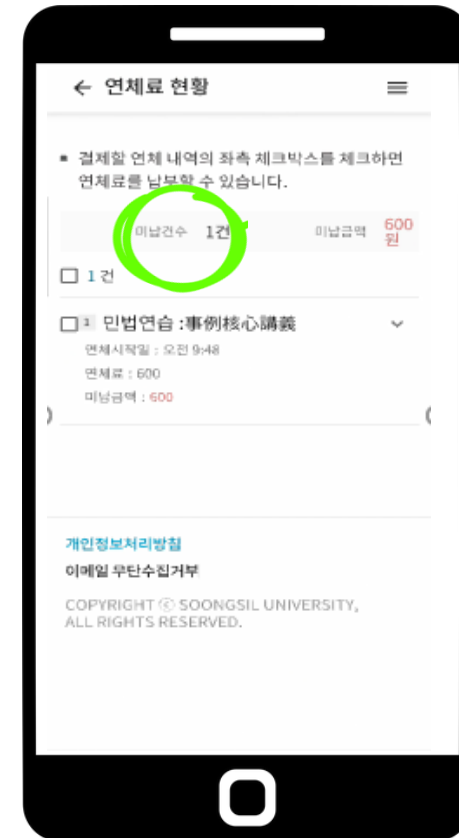 ← 연체료 현황
▪ 결제할 연체 내역의 좌측 체크박스를 체크하면
연체료를 납부할 수 있습니다.
미납건수 1건 미납금액 600
원
1 건
1 민법연습 :事例核心講義
연체시작일 : 오전 9:48
연체료 : 600
미납금액 : 600
개인정보처리방침
이메일 무단수집거부
COPYRIGHT ⓒ SOONGSIL UNIVERSITY,
ALL RIGHTS RESERVED.